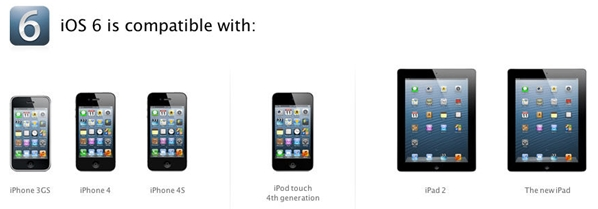 6
iOS 6 is compatible with:
iPhone 3GS
iPhone 4
iPhone 4S
iPod touch
4th generation
iPad 2
The new iPad